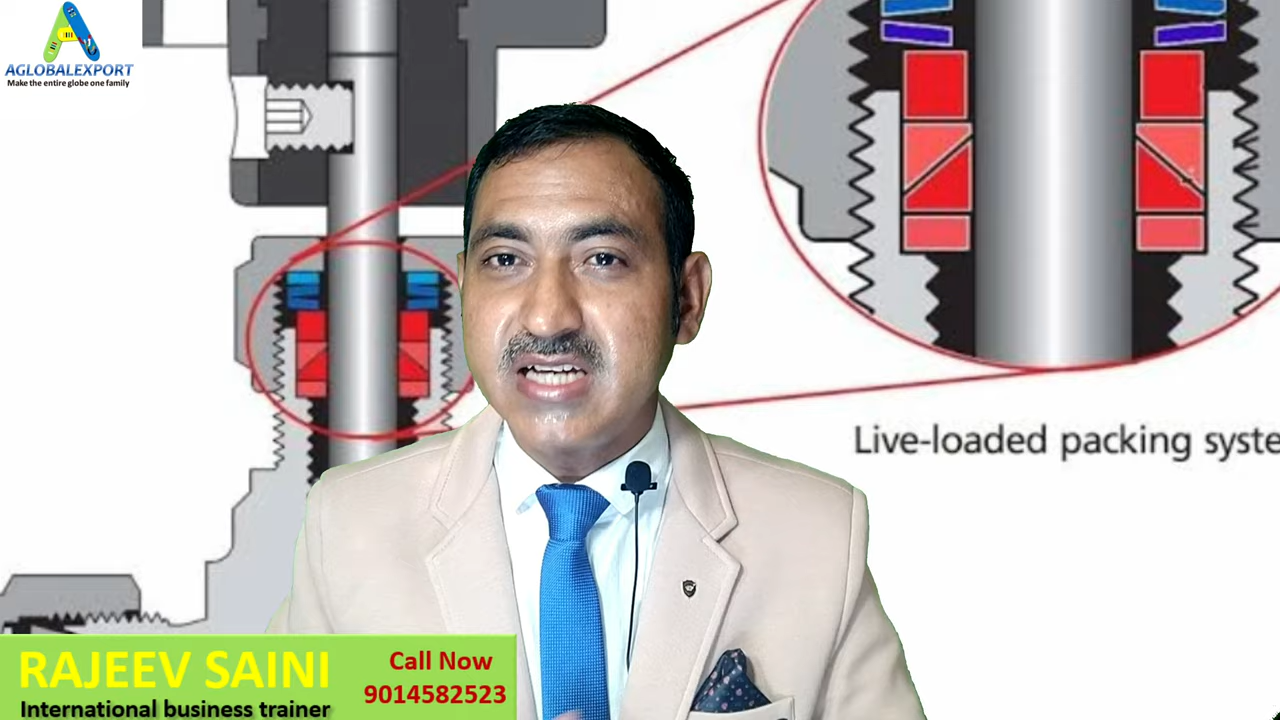 AGLOBALEXPORT
Make the entire globe one family
Live-loaded packing syste
RAJEEV SAINI
International business trainer
Call Now
9014582523